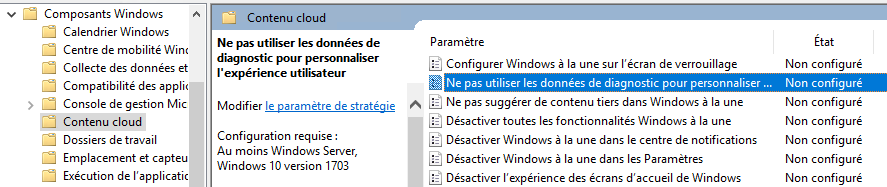 Composants Windows
Calendrier Windows
Centre de mobilité Wind
Collecte des données et
Compatibilité des applic
Console de gestion Mic
Contenu cloud
Dossiers de travail
Emplacement et capteu
Exécution de l'applicatio
Contenu cloud
Ne pas utiliser les données de
diagnostic pour personnaliser
l'expérience utilisateur
Modifier le paramètre de stratégie
Configuration requise :
Au moins Windows Server,
Windows 10 version 1703
Paramètre État
Configurer Windows à la une sur l'écran de verrouillage Non configuré
Ne pas utiliser les données de diagnostic pour personnaliser ... Non configuré
Ne pas suggérer de contenu tiers dans Windows à la une Non configuré
Désactiver toutes les fonctionnalités Windows à la une Non configuré
Désactiver Windows à la une dans le centre de notifications Non configuré
Désactiver Windows à la une dans les Paramètres Non configuré
Désactiver l'expérience des écrans d'accueil de Windows Non configuré